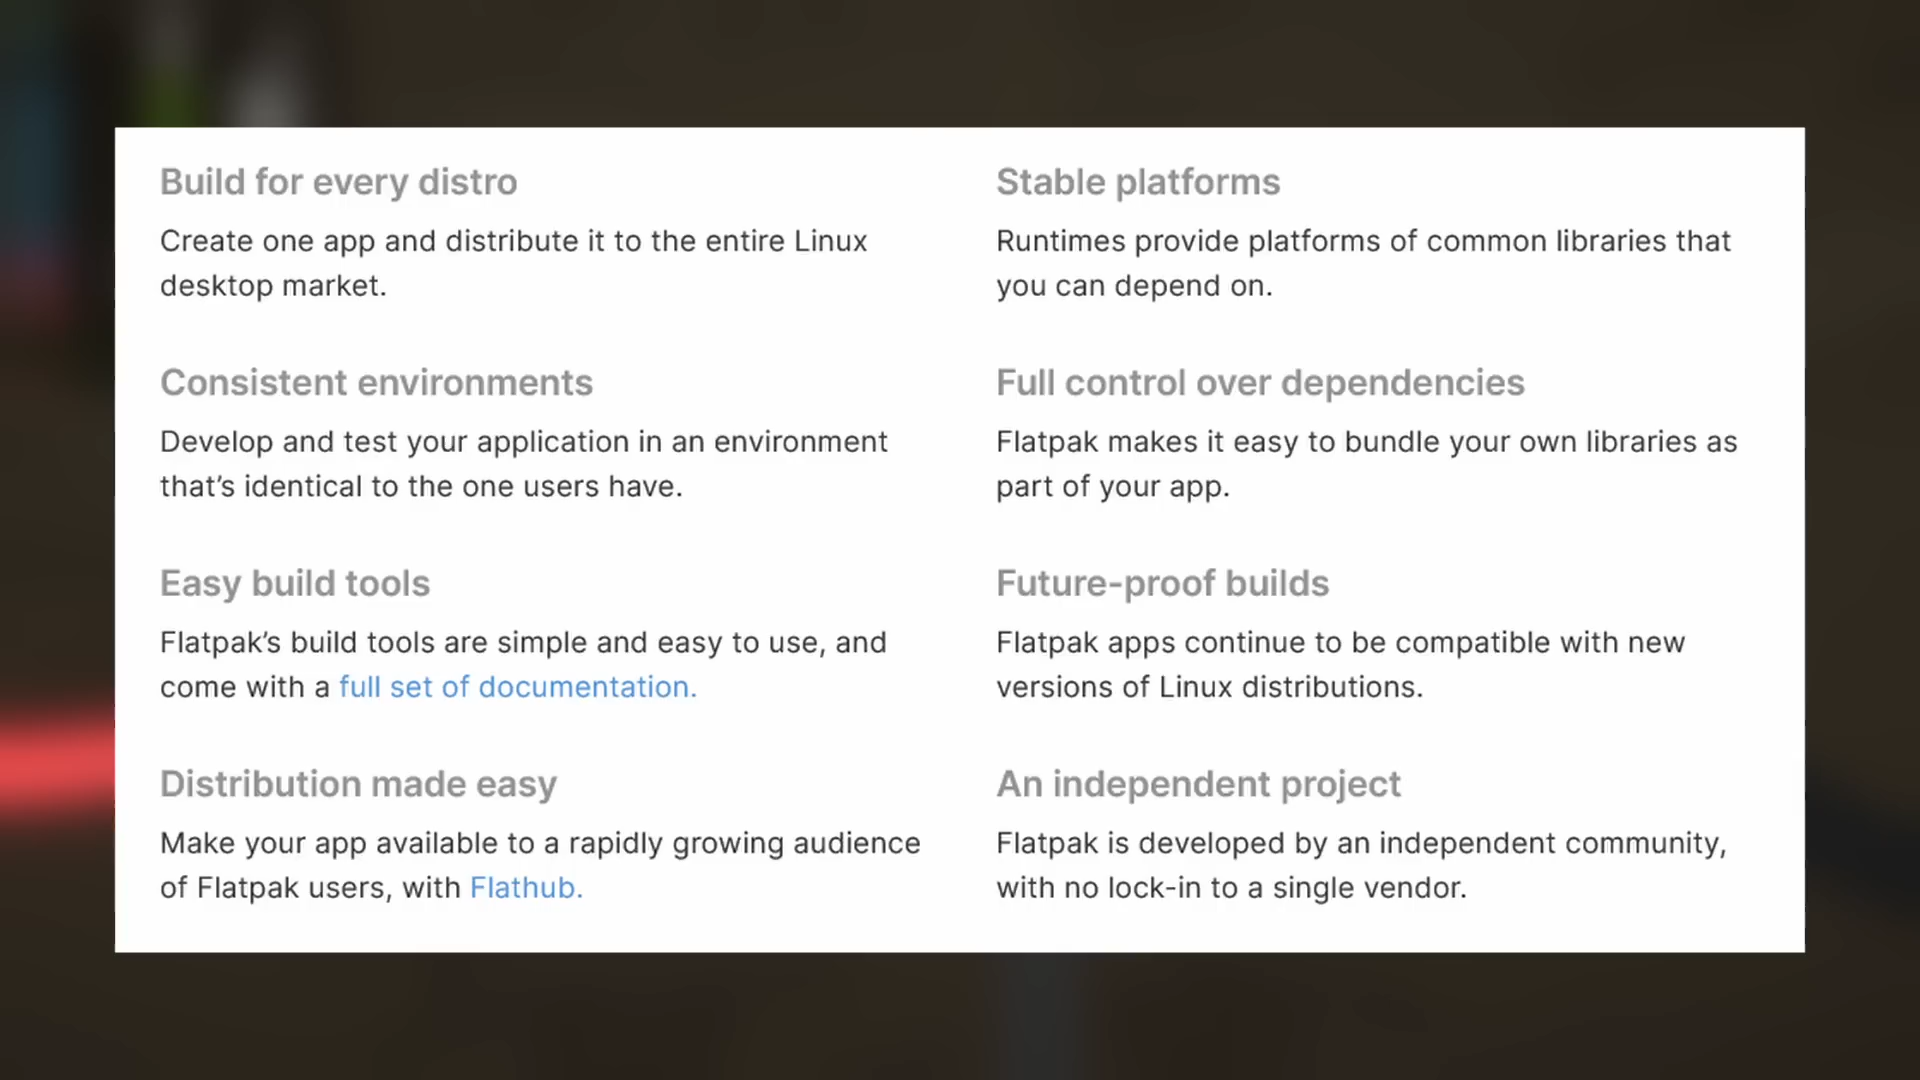 Build for every distro
Create one app and distribute it to the entire Linux
desktop market.
Stable platforms
Runtimes provide platforms of common libraries that
you can depend on.
Consistent environments
Develop and test your application in an environment
that’s identical to the one users have.
Full control over dependencies
Flatpak makes it easy to bundle your own libraries as
part of your app.
Easy build tools
Flatpak’s build tools are simple and easy to use, and
come with a full set of documentation.
Future-proof builds
Flatpak apps continue to be compatible with new
versions of Linux distributions.
Distribution made easy
Make your app available to a rapidly growing audience
of Flatpak users, with Flathub.
An independent project
Flatpak is developed by an independent community,
with no lock-in to a single vendor.